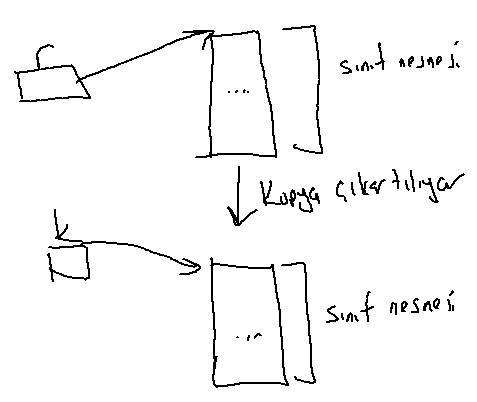 r
... sınıf nesnesi
Kopya çıkartılıyor
k
... sınıf nesnesi